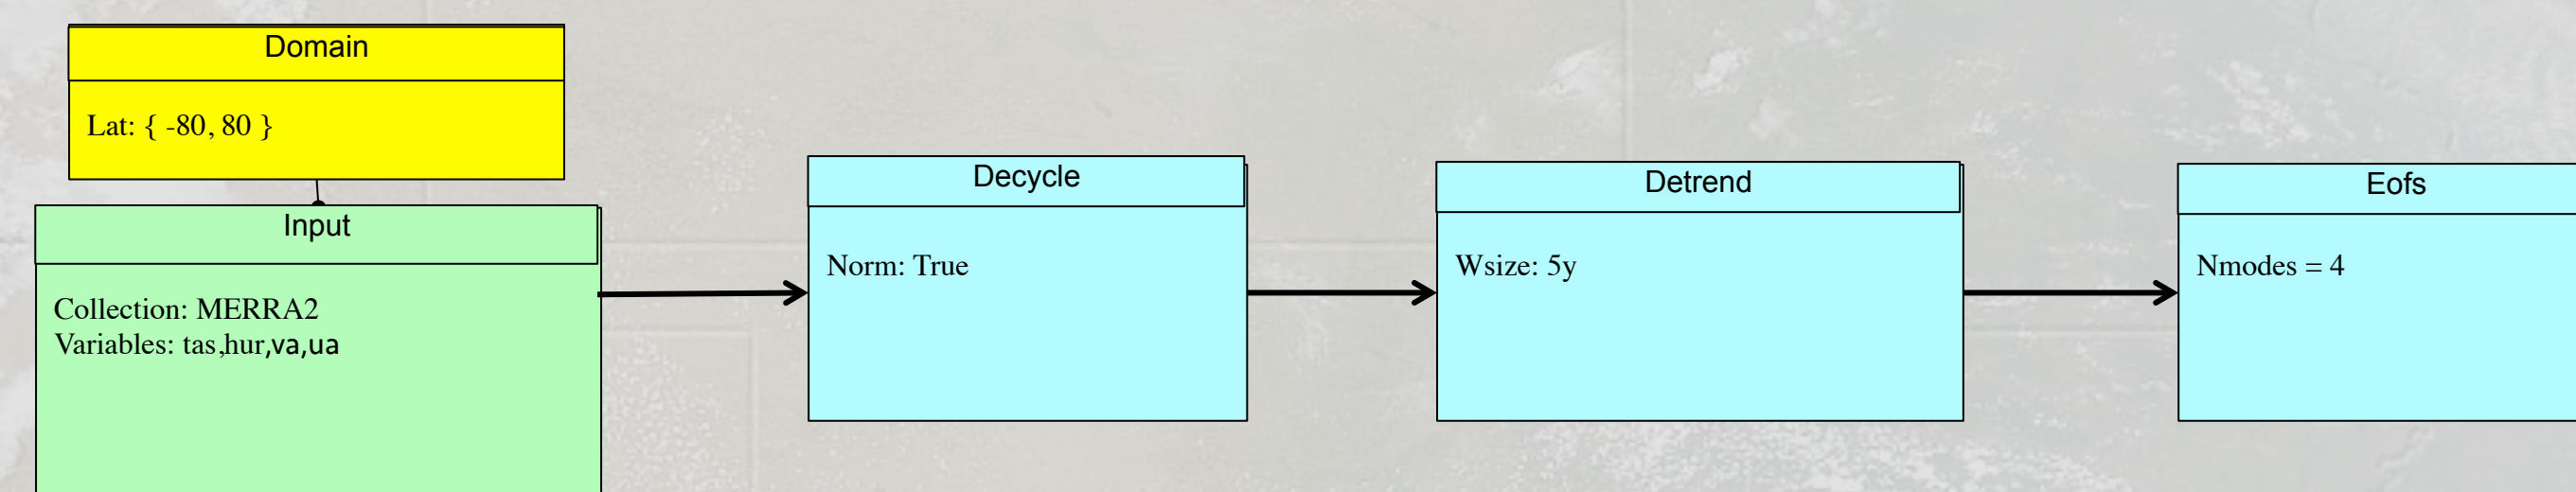 Domain
Lat: { -80, 80 }
Input
Collection: MERRA2
Variables: tas,hur,va,ua
Decycle
Norm: True
Detrend
Wsize: 5y
Eofs
Nmodes = 4